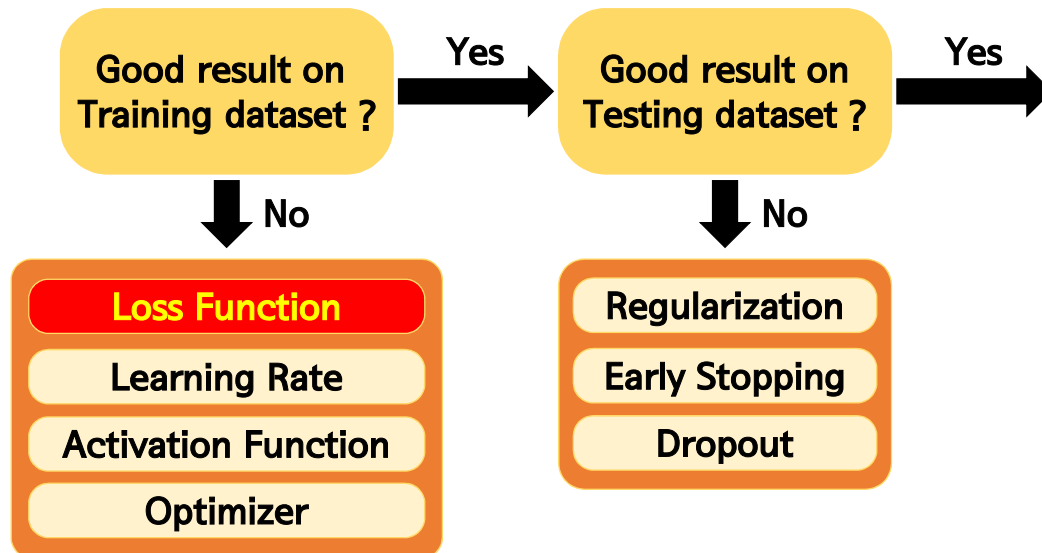 Good result on
Training dataset ?
Yes
Good result on
Testing dataset ?
Yes
No
No
Loss Function
Learning Rate
Activation Function
Optimizer
Regularization
Early Stopping
Dropout